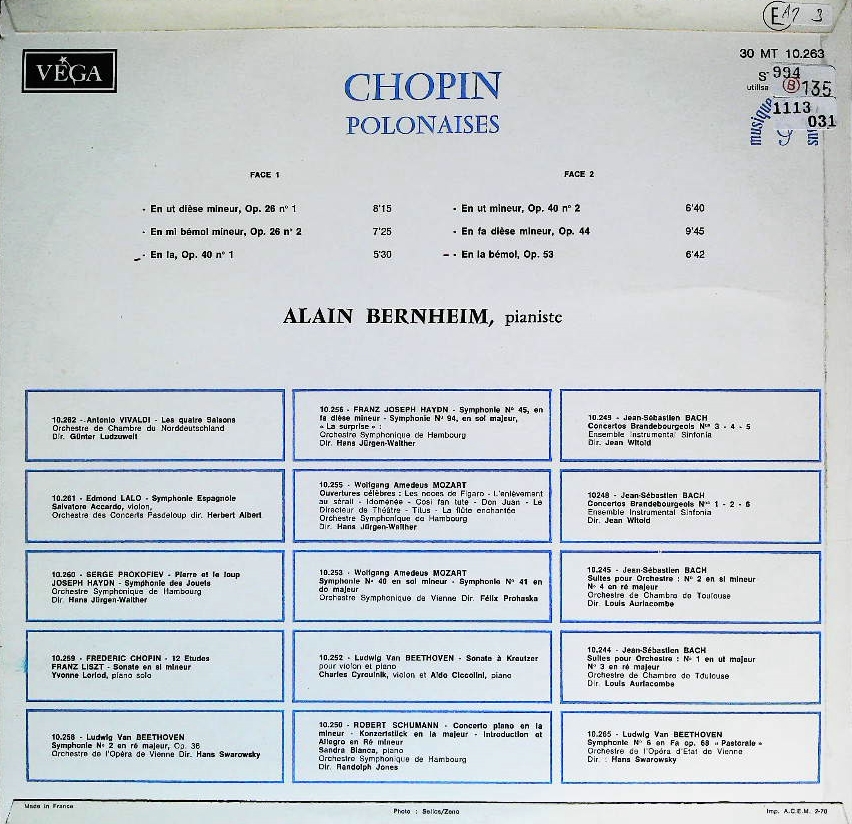 E A1 3
VEGA
30 MT 10.263
S- 994
utilisa
B 135
1113
031
musique
CHOPIN
POLONAISES
FACE 1
- En ut dièse mineur, Op. 26 n° 1 8'15
- En mi bémol mineur, Op. 26 n° 2 7'25
- En la, Op. 40 n° 1 5'30
FACE 2
- En ut mineur, Op. 40 n° 2 6'40
- En fa dièse mineur, Op. 44 9'45
- En la bémol, Op. 53 6'42
ALAIN BERNHEIM, pianiste
10.262 - Antonio VIVALDI - Les quatre Saisons
Orchestre de Chambre du Norddeutschland
Dir. Günter Ludzuweit
10.261 - Edmond LALO - Symphonie Espagnole
Salvatore Accardo, violon,
Orchestre des Concerts Pasdeloup dir. Herbert Albert
10.260 - SERGE PROKOFIEV - Pierre et le loup
JOSEPH HAYDN - Symphonie des Jouets
Orchestre Symphonique de Hambourg
Dir. Hans Jürgen-Walther
10.259 - FREDERIC CHOPIN - 12 Etudes
FRANZ LISZT - Sonate en si mineur
Yvonne Loriod, piano solo
10.258 - Ludwig Van BEETHOVEN
Symphonie N° 2 en ré majeur, Op. 36
Orchestre de l'Opéra de Vienne Dir. Hans Swarowsky
10.256 - FRANZ JOSEPH HAYDN - Symphonie N° 45, en
fa dièse mineur - Symphonie N° 94, en sol majeur,
« La surprise » :
Orchestre Symphonique de Hambourg
Dir. Hans Jürgen-Walther
10.255 - Wolfgang Amedeus MOZART
Ouvertures célèbres : Les noces de Figaro - L'enlèvement
au sérail - Idoménée - Cosi fan tute - Don Juan - Le
Directeur de Théâtre - Titus - La flûte enchantée
Orchestre Symphonique de Hambourg
Dir. Hans Jürgen-Walther
10.253 - Wolfgang Amadeus MOZART
Symphonie N° 40 en sol mineur - Symphonie N° 41 en
do majeur
Orchestre Symphonique de Vienne Dir. Félix Prohaska
10.252 - Ludwig Van BEETHOVEN - Sonate à Kreutzer
pour violon et piano
Charles Cyroulnik, violon et Aldo Ciccolini, piano
10.250 - ROBERT SCHUMANN - Concerto piano en la
mineur - Konzertstück en la majeur - Introduction et
Allegro en Ré mineur
Sandra Bianca, piano
Orchestre Symphonique de Hambourg
Dir. Randolph Jones
10.249 - Jean-Sébastien BACH
Concertos Brandebourgeois Nos 3 - 4 - 5
Ensemble Instrumental Sinfonia
Dir. Jean Witold
10248 - Jean-Sébastien BACH
Concertos Brandebourgeois Nos 1 - 2 - 6
Ensemble Instrumental Sinfonia
Dir. Jean Witold
10.245 - Jean-Sébastien BACH
Suites pour Orchestre : N° 2 en si mineur
N° 4 en ré majeur
Orchestre de Chambre de Toulouse
Dir. Louis Auriacombe
10.244 - Jean-Sébastien BACH
Suites pour Orchestre : N° 1 en ut majeur
N° 3 en ré majeur
Orchestre de Chambre de Toulouse
Dir. Louis Auriacombe
10.265 - Ludwig Van BEETHOVEN
Symphonie N° 6 en Fa op. 68 « Pastorale »
Orchestre de l'Opéra d'Etat de Vienne
Dir. : Hans Swarowsky
Made in France
Photo : Selics/Zeno
Imp. A.C.E.M. 2-70